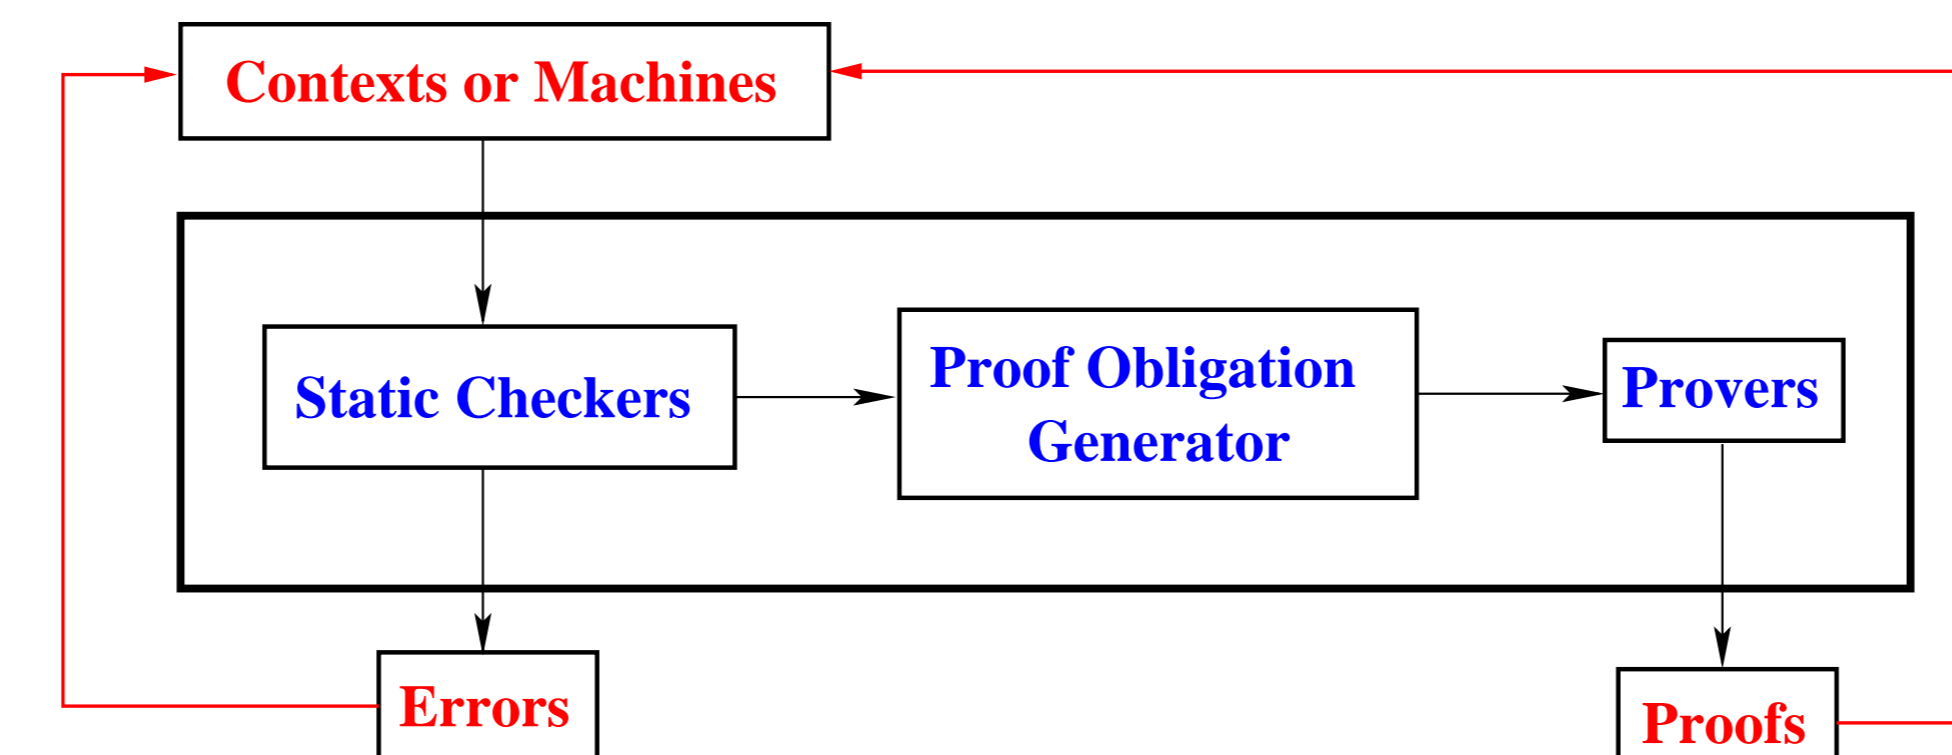 Contexts or Machines
Static Checkers
Proof Obligation
Generator
Provers
Errors
Proofs